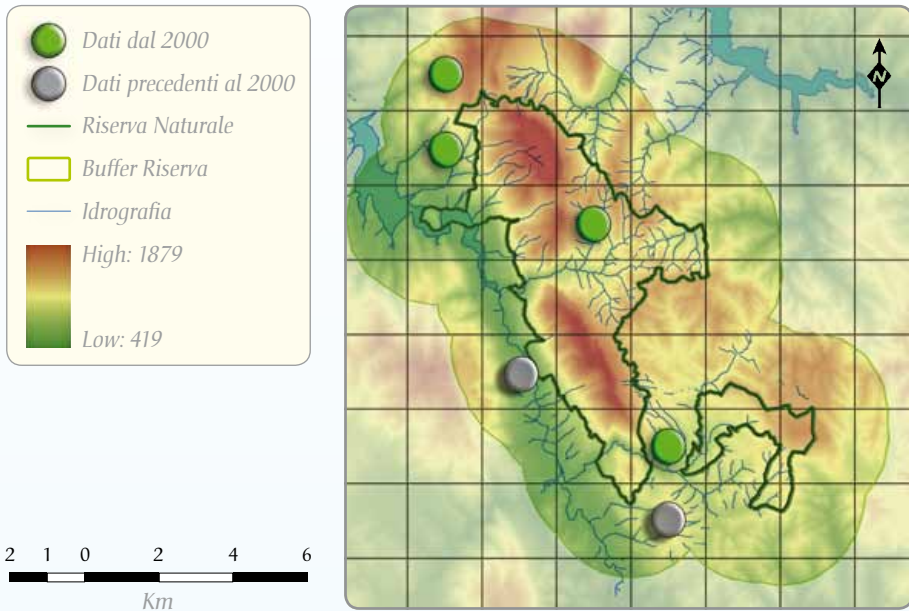 Dati dal 2000
Dati precedenti al 2000
Riserva Naturale
Buffer Riserva
Idrografia
High: 1879
Low: 419
N
2 1 0 2 4 6
Km